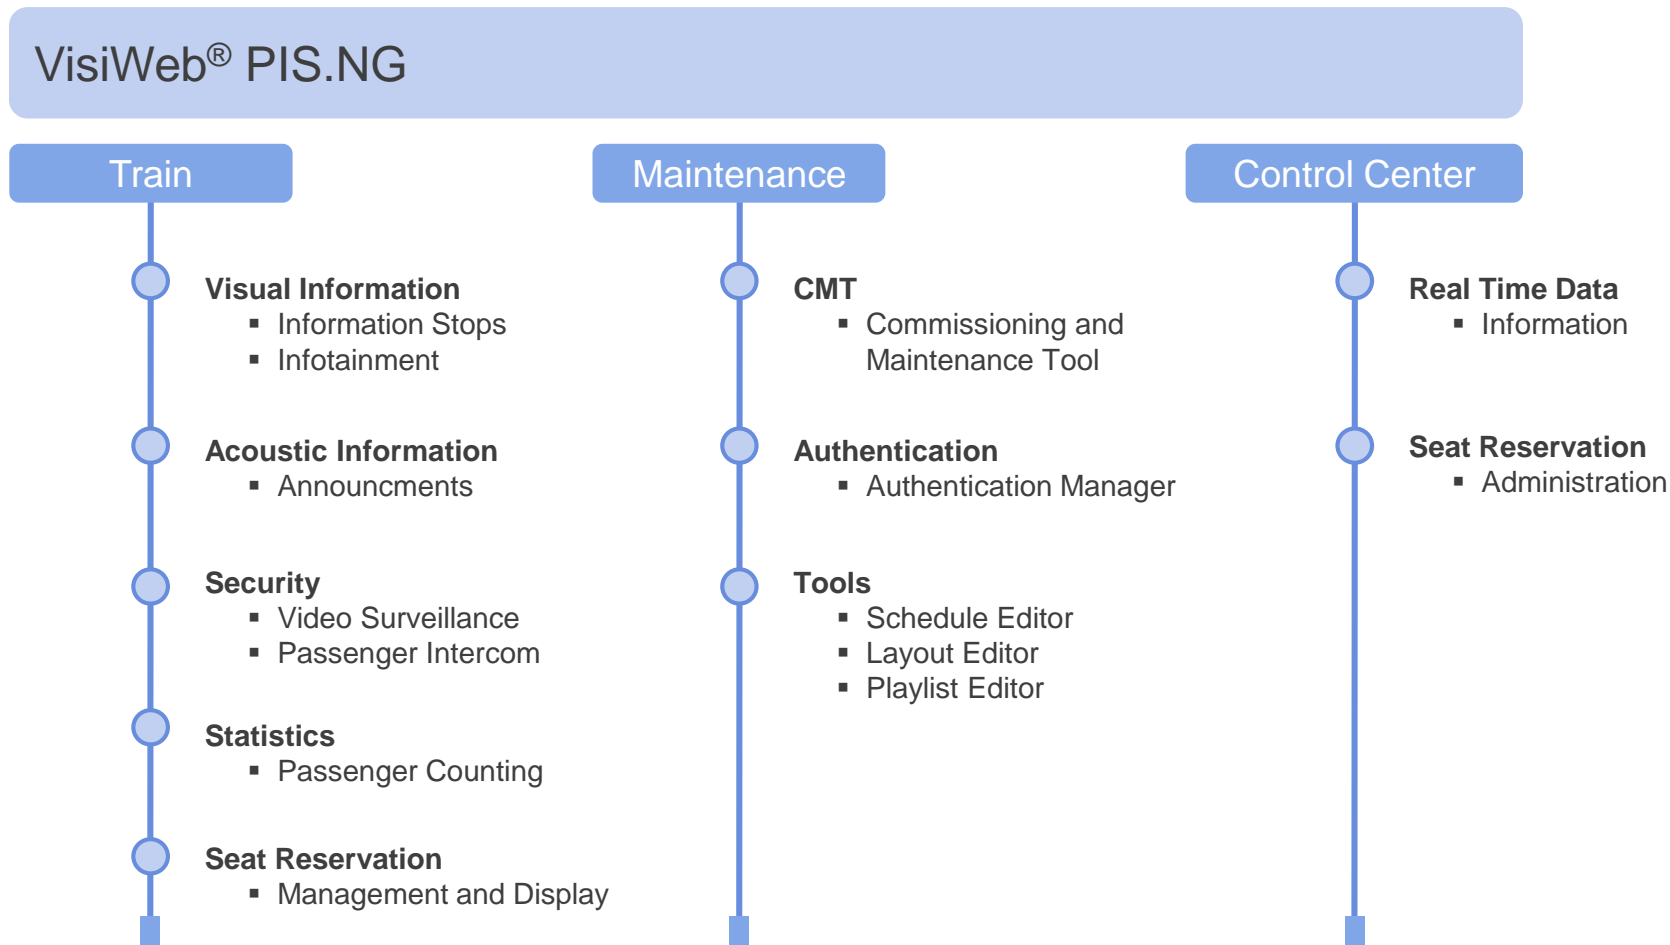 VisiWeb® PIS.NG
Train
Visual Information
▪ Information Stops
▪ Infotainment
Acoustic Information
▪ Announcments
Security
▪ Video Surveillance
▪ Passenger Intercom
Statistics
▪ Passenger Counting
Seat Reservation
▪ Management and Display
Maintenance
CMT
▪ Commissioning and
Maintenance Tool
Authentication
▪ Authentication Manager
Tools
▪ Schedule Editor
▪ Layout Editor
▪ Playlist Editor
Control Center
Real Time Data
▪ Information
Seat Reservation
▪ Administration